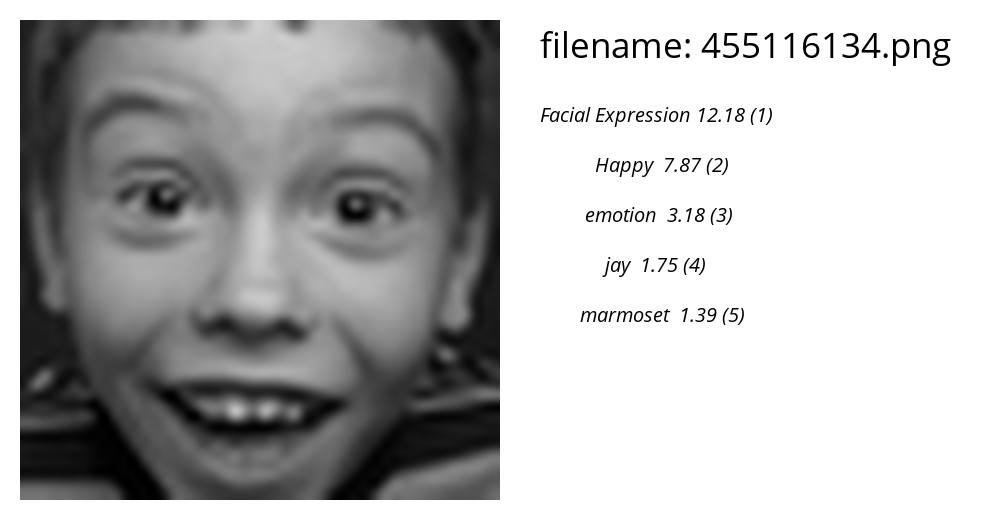 filename: 455116134.png
Facial Expression 12.18 (1)
Happy 7.87 (2)
emotion 3.18 (3)
jay 1.75 (4)
marmoset 1.39 (5)